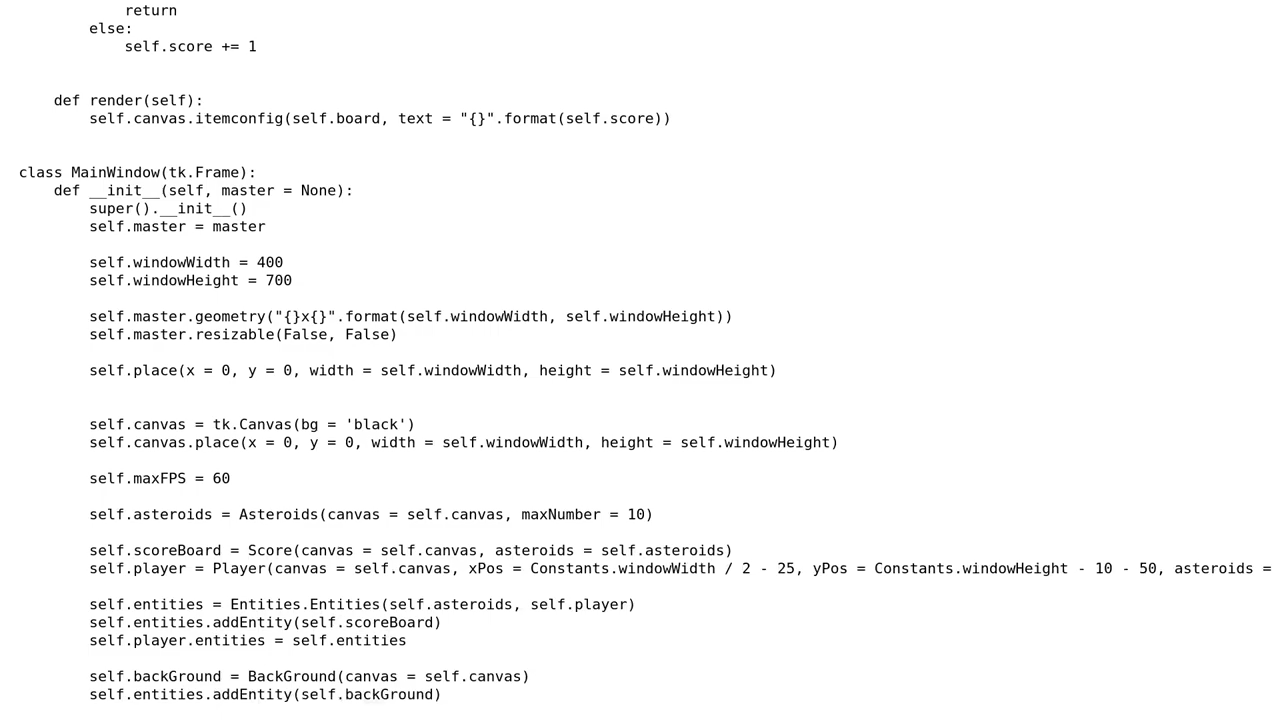 return
        else:
            self.score += 1
    def render(self):
        self.canvas.itemconfig(self.board, text = "{}".format(self.score))
class MainWindow(tk.Frame):
    def __init__(self, master = None):
        super().__init__()
        self.master = master
        self.windowWidth = 400
        self.windowHeight = 700
        self.master.geometry("{}x{}".format(self.windowWidth, self.windowHeight))
        self.master.resizable(False, False)
        self.place(x = 0, y = 0, width = self.windowWidth, height = self.windowHeight)
        self.canvas = tk.Canvas(bg = 'black')
        self.canvas.place(x = 0, y = 0, width = self.windowWidth, height = self.windowHeight)
        self.maxFPS = 60
        self.asteroids = Asteroids(canvas = self.canvas, maxNumber = 10)
        self.scoreBoard = Score(canvas = self.canvas, asteroids = self.asteroids)
        self.player = Player(canvas = self.canvas, xPos = Constants.windowWidth / 2 - 25, yPos = Constants.windowHeight - 10 - 50, asteroids =
        self.entities = Entities.Entities(self.asteroids, self.player)
        self.entities.addEntity(self.scoreBoard)
        self.player.entities = self.entities
        self.backGround = BackGround(canvas = self.canvas)
        self.entities.addEntity(self.backGround)